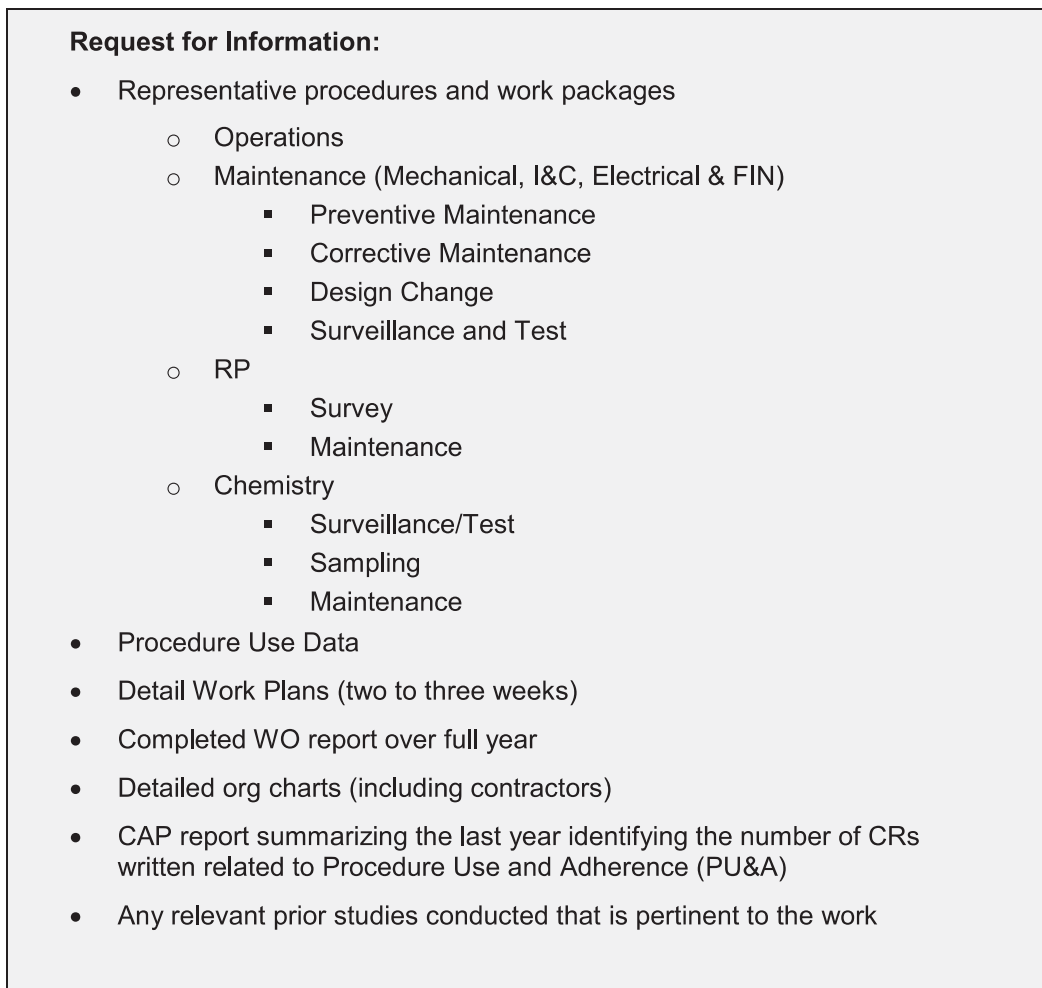 Request for Information:
• Representative procedures and work packages
o Operations
o Maintenance (Mechanical, I&C, Electrical & FIN)
▪ Preventive Maintenance
▪ Corrective Maintenance
▪ Design Change
▪ Surveillance and Test
o RP
▪ Survey
▪ Maintenance
o Chemistry
▪ Surveillance/Test
▪ Sampling
▪ Maintenance
• Procedure Use Data
• Detail Work Plans (two to three weeks)
• Completed WO report over full year
• Detailed org charts (including contractors)
• CAP report summarizing the last year identifying the number of CRs
written related to Procedure Use and Adherence (PU&A)
• Any relevant prior studies conducted that is pertinent to the work